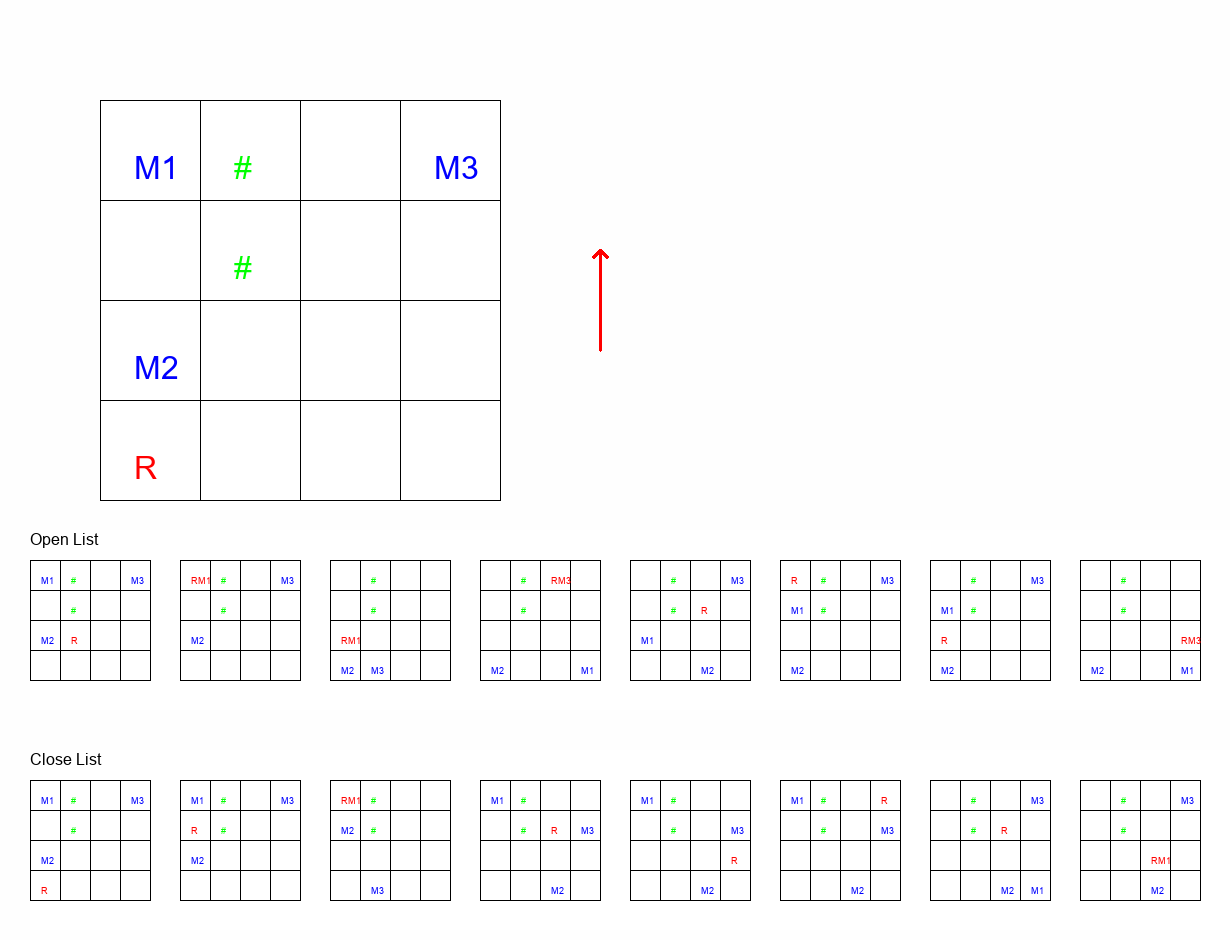 M1 # M3
#
M2
R
Open List
M1 # M3 RM1 # M3 # # RM3 # M3 R # M3 # M3 #
# # # # # R M1 # M1 # #
M2 R M2 RM1 M1 R RM3
M2 M3 M2 M1 M2 M2 M2 M2 M1
Close List
M1 # M3 M1 # M3 RM1 # M1 # M1 # M1 # R # M3 # M3
# R # M2 # # R M3 # M3 # M3 # R #
M2 M2 R RM1
R M3 M2 M2 M2 M2 M1 M2